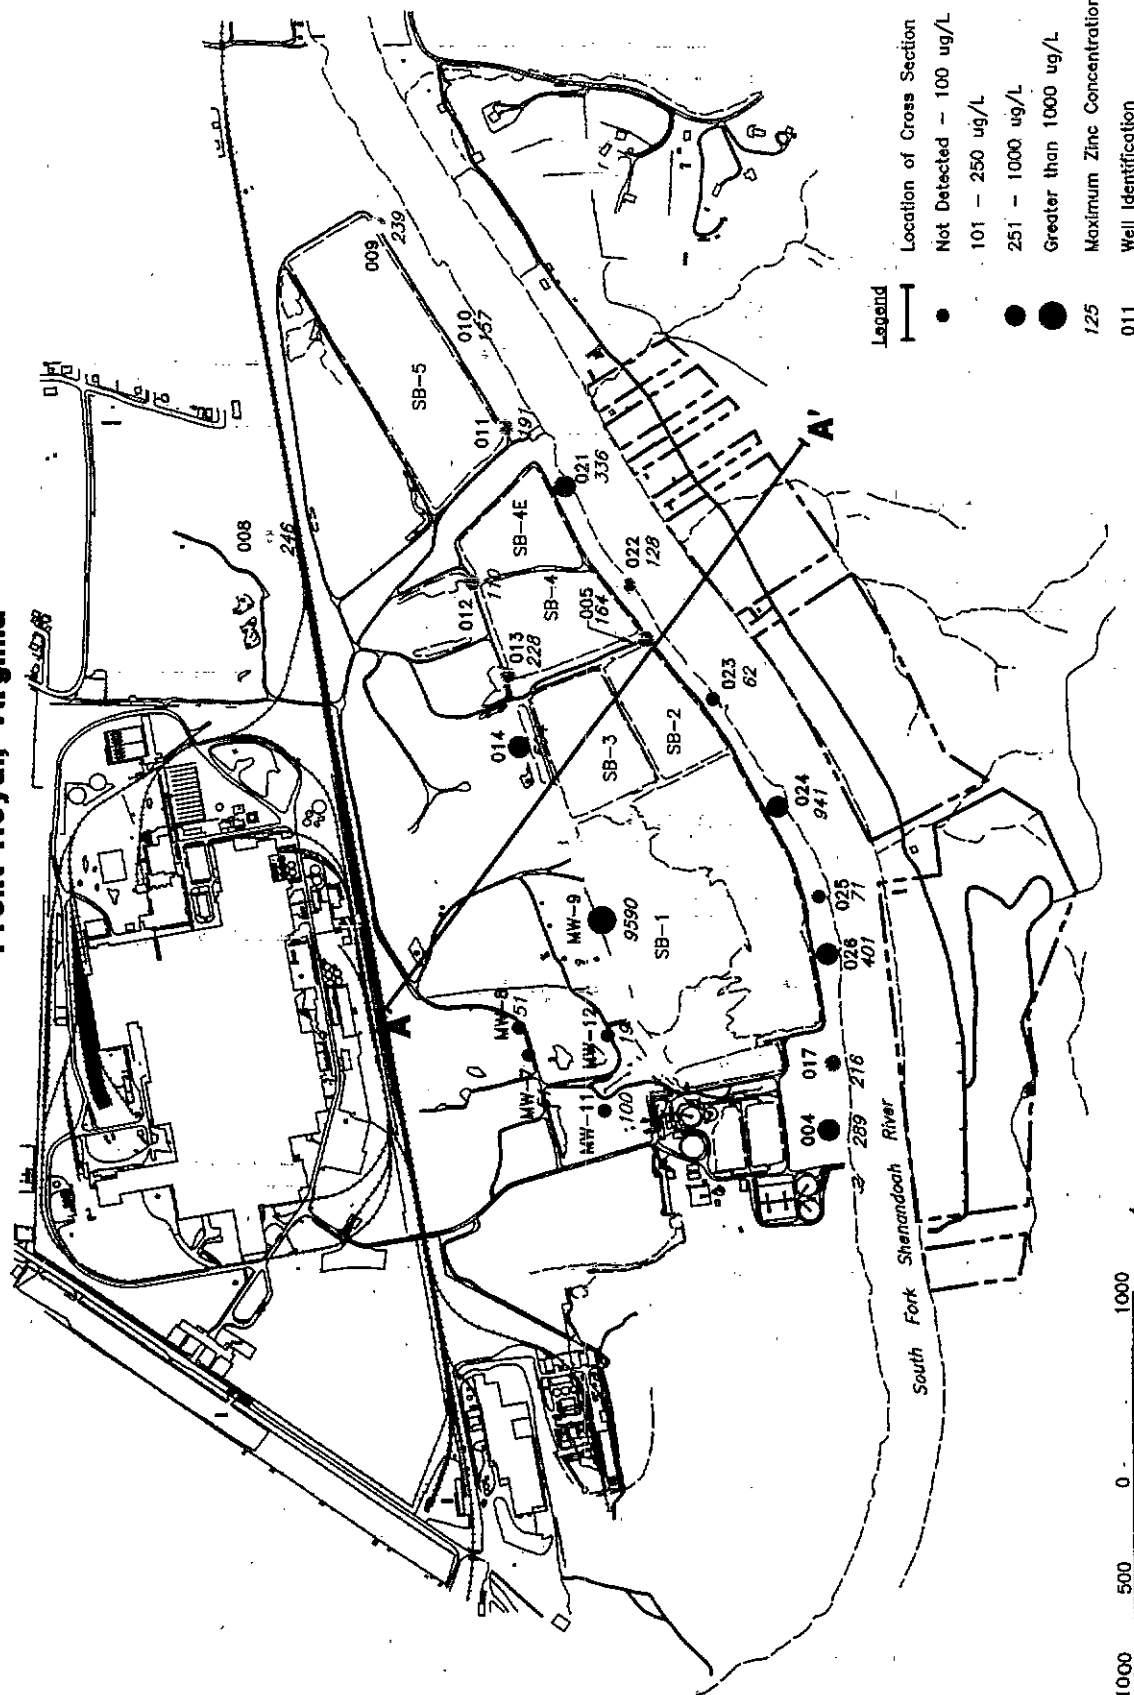 Front Royal, Virginia
008
246
009
239
010
157
SB-5
011
191
021
336
SB-4E
012
110
SB-4
022
128
005
164
013
228
014
023
62
SB-3
SB-2
A'
024
941
MW-9
9590
SB-1
025
71
026
401
A
MW-8
51
MW-7
MW-12
19
MW-11
100
017
216
004
289
South Fork Shenandoah River
Legend
Location of Cross Section
Not Detected - 100 ug/L
101 - 250 ug/L
251 - 1000 ug/L
Greater than 1000 ug/L
125 Maximum Zinc Concentration
011 Well Identification
1000 500 0 1000